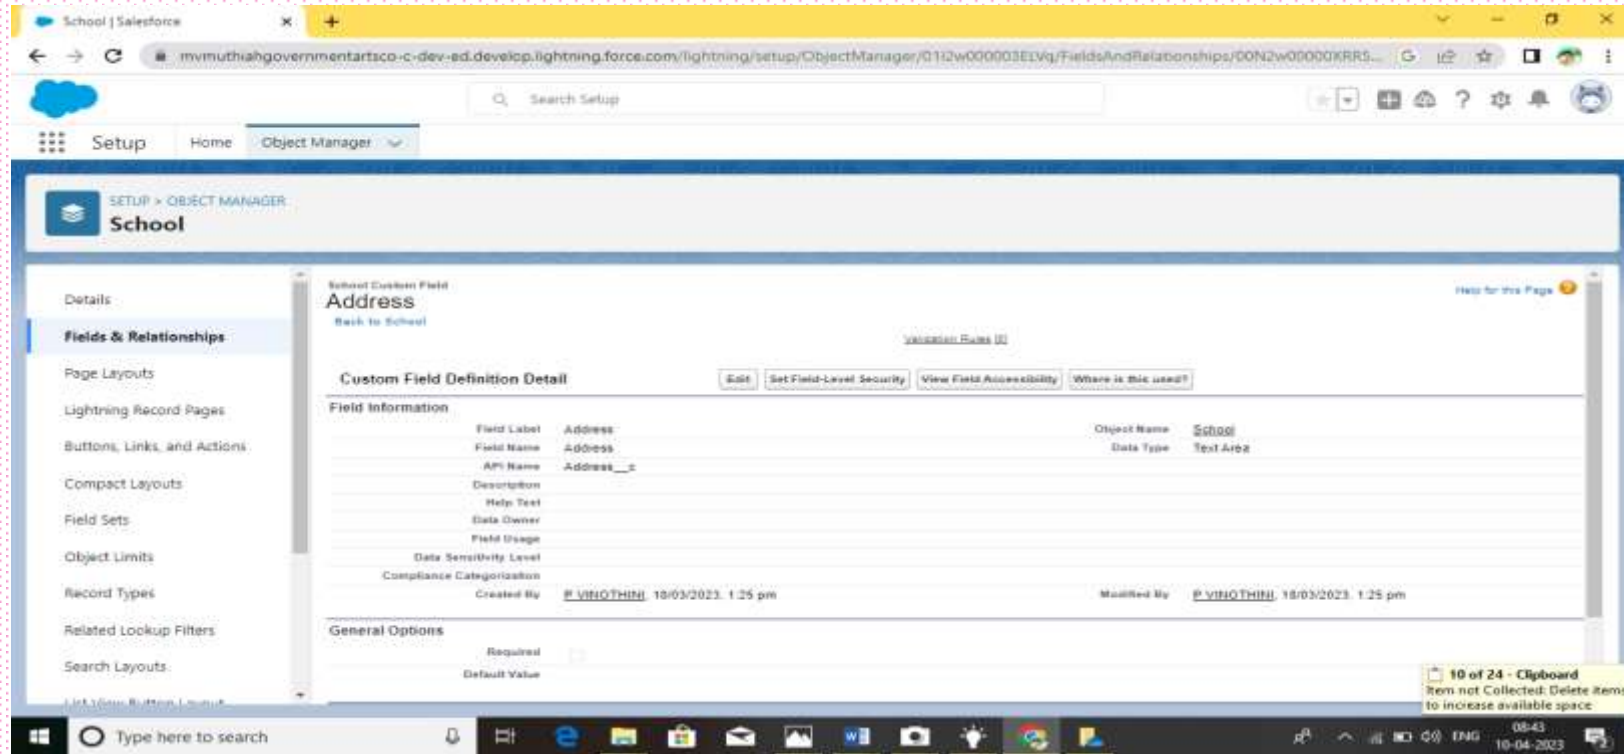 School | Salesforce
mvmuthiahgovernmentartsco-c-dev-ed.develop.lightning.force.com/lightning/setup/ObjectManager/01I2w000003ELVq/FieldsAndRelationships/00N2w00000XRRS...
Search Setup
Setup Home Object Manager
SETUP > OBJECT MANAGER
School
Details
Fields & Relationships
Page Layouts
Lightning Record Pages
Buttons, Links, and Actions
Compact Layouts
Field Sets
Object Limits
Record Types
Related Lookup Filters
Search Layouts
List View Button Layout
School Custom Field
Address
Back to School
Help for this Page
Validation Rules [0]
Custom Field Definition Detail
Edit Set Field-Level Security View Field Accessibility Where is this used?
Field Information
Field Label Address Object Name School
Field Name Address Data Type Text Area
API Name Address__c
Description
Help Text
Data Owner
Field Usage
Data Sensitivity Level
Compliance Categorization
Created By P VINOTHINI, 18/03/2023, 1:25 pm Modified By P VINOTHINI, 18/03/2023, 1:25 pm
General Options
Required
Default Value
10 of 24 - Clipboard
Item not Collected: Delete items
to increase available space
Type here to search
ENG
08:43
10-04-2023